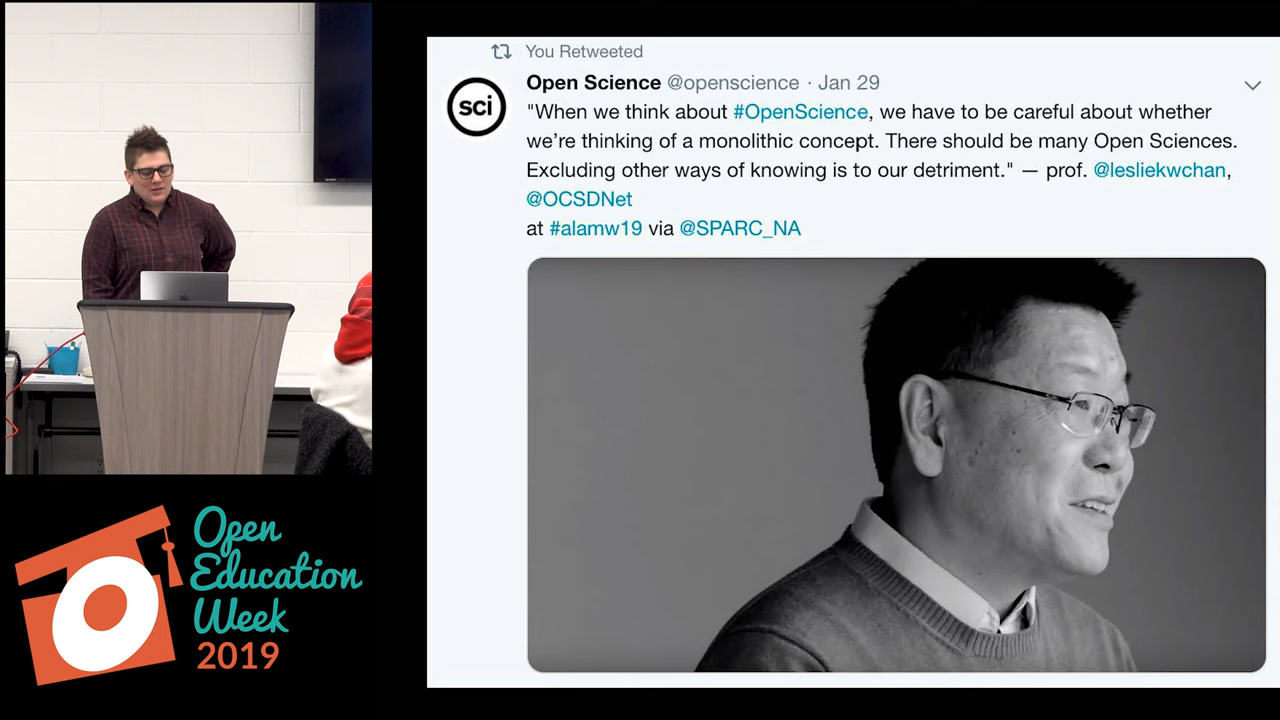 You Retweeted
sci
Open Science @openscience · Jan 29
"When we think about #OpenScience, we have to be careful about whether
we're thinking of a monolithic concept. There should be many Open Sciences.
Excluding other ways of knowing is to our detriment." — prof. @lesliekwchan,
@OCSDNet
at #alamw19 via @SPARC_NA
Open
Education
Week
2019